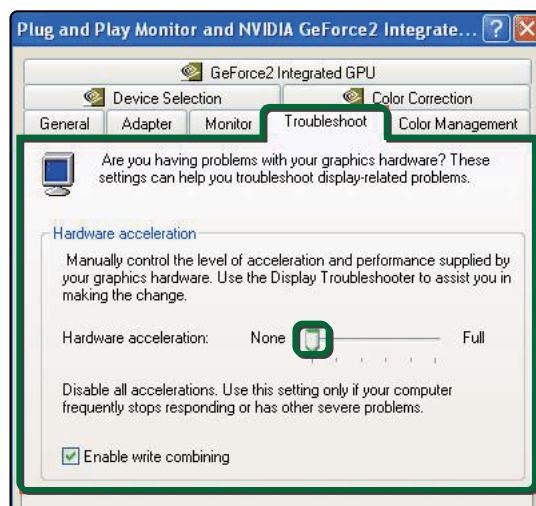 Plug and Play Monitor and NVIDIA GeForce2 Integrate...
GeForce2 Integrated GPU
Device Selection Color Correction
General Adapter Monitor Troubleshoot Color Management
Are you having problems with your graphics hardware? These
settings can help you troubleshoot display-related problems.
Hardware acceleration
Manually control the level of acceleration and performance supplied by
your graphics hardware. Use the Display Troubleshooter to assist you in
making the change.
Hardware acceleration: None Full
Disable all accelerations. Use this setting only if your computer
frequently stops responding or has other severe problems.
Enable write combining